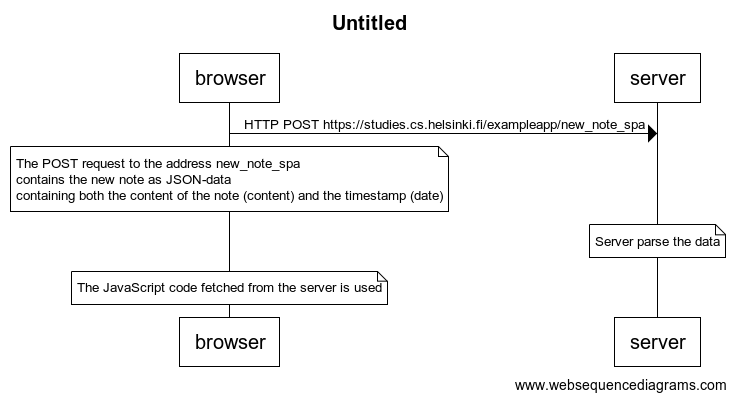 Untitled
browser
server
HTTP POST https://studies.cs.helsinki.fi/exampleapp/new_note_spa
The POST request to the address new_note_spa
contains the new note as JSON-data
containing both the content of the note (content) and the timestamp (date)
Server parse the data
The JavaScript code fetched from the server is used
browser
server
www.websequencediagrams.com